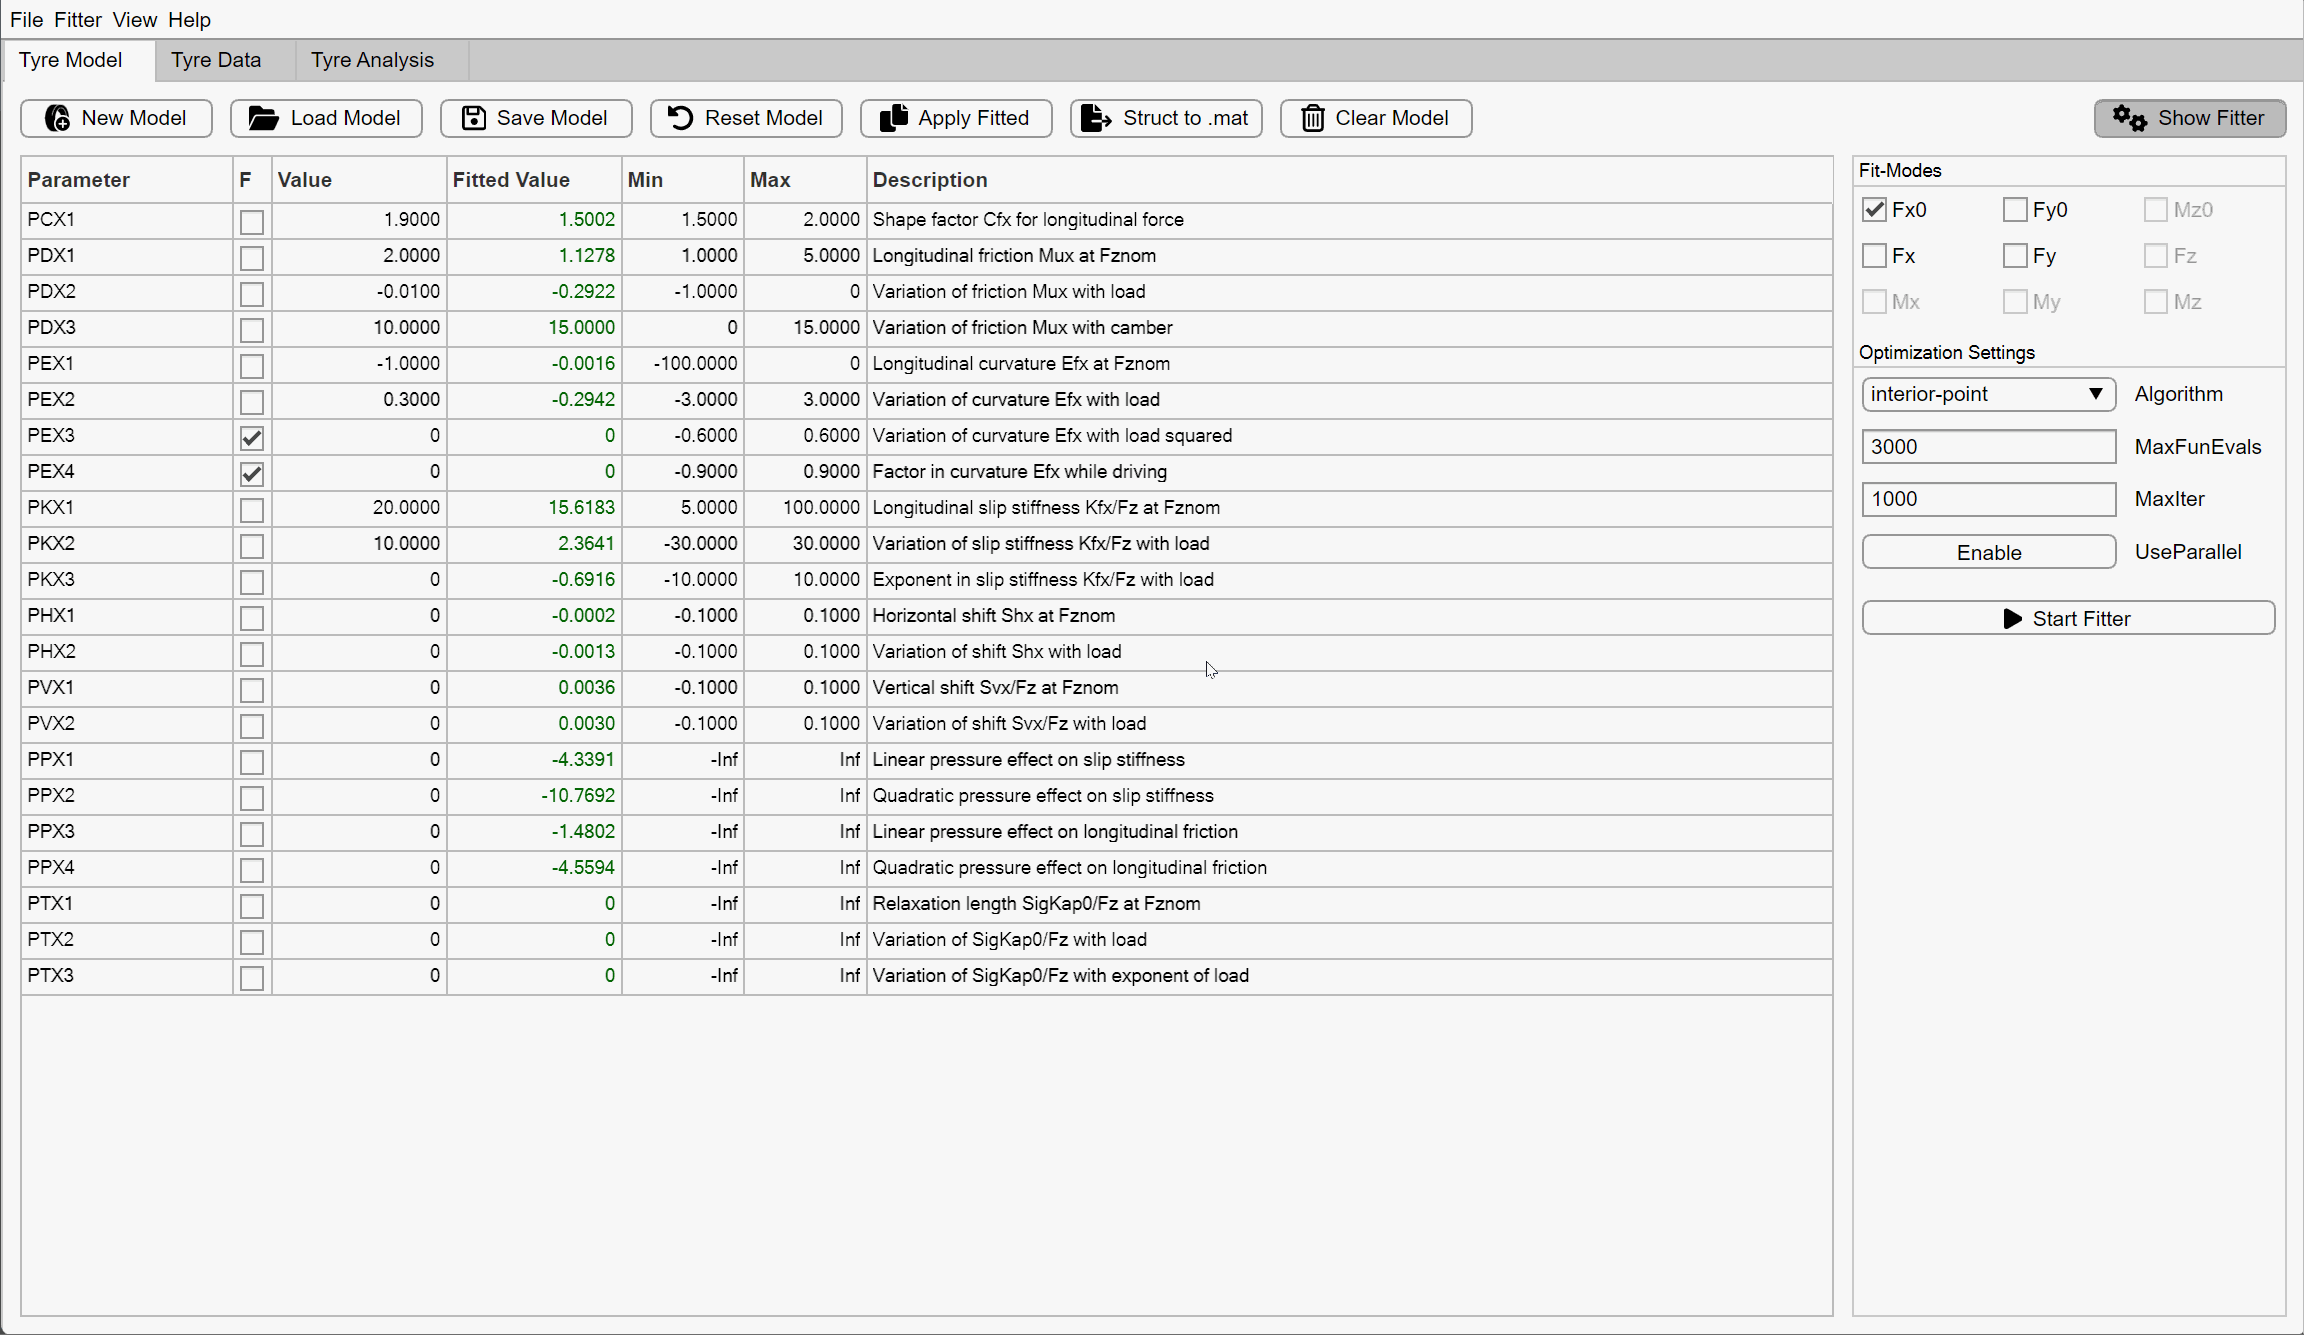 File Fitter View Help
Tyre Model Tyre Data Tyre Analysis
New Model Load Model Save Model Reset Model Apply Fitted Struct to .mat Clear Model Show Fitter
Parameter F Value Fitted Value Min Max Description
PCX1 1.9000 1.5002 1.5000 2.0000 Shape factor Cfx for longitudinal force
PDX1 2.0000 1.1278 1.0000 5.0000 Longitudinal friction Mux at Fznom
PDX2 -0.0100 -0.2922 -1.0000 0 Variation of friction Mux with load
PDX3 10.0000 15.0000 0 15.0000 Variation of friction Mux with camber
PEX1 -1.0000 -0.0016 -100.0000 0 Longitudinal curvature Efx at Fznom
PEX2 0.3000 -0.2942 -3.0000 3.0000 Variation of curvature Efx with load
PEX3 0 0 -0.6000 0.6000 Variation of curvature Efx with load squared
PEX4 0 0 -0.9000 0.9000 Factor in curvature Efx while driving
PKX1 20.0000 15.6183 5.0000 100.0000 Longitudinal slip stiffness Kfx/Fz at Fznom
PKX2 10.0000 2.3641 -30.0000 30.0000 Variation of slip stiffness Kfx/Fz with load
PKX3 0 -0.6916 -10.0000 10.0000 Exponent in slip stiffness Kfx/Fz with load
PHX1 0 -0.0002 -0.1000 0.1000 Horizontal shift Shx at Fznom
PHX2 0 -0.0013 -0.1000 0.1000 Variation of shift Shx with load
PVX1 0 0.0036 -0.1000 0.1000 Vertical shift Svx/Fz at Fznom
PVX2 0 0.0030 -0.1000 0.1000 Variation of shift Svx/Fz with load
PPX1 0 -4.3391 -Inf Inf Linear pressure effect on slip stiffness
PPX2 0 -10.7692 -Inf Inf Quadratic pressure effect on slip stiffness
PPX3 0 -1.4802 -Inf Inf Linear pressure effect on longitudinal friction
PPX4 0 -4.5594 -Inf Inf Quadratic pressure effect on longitudinal friction
PTX1 0 0 -Inf Inf Relaxation length SigKap0/Fz at Fznom
PTX2 0 0 -Inf Inf Variation of SigKap0/Fz with load
PTX3 0 0 -Inf Inf Variation of SigKap0/Fz with exponent of load
Fit-Modes
Fx0 Fy0 Mz0
Fx Fy Fz
Mx My Mz
Optimization Settings
interior-point Algorithm
3000 MaxFunEvals
1000 MaxIter
Enable UseParallel
Start Fitter